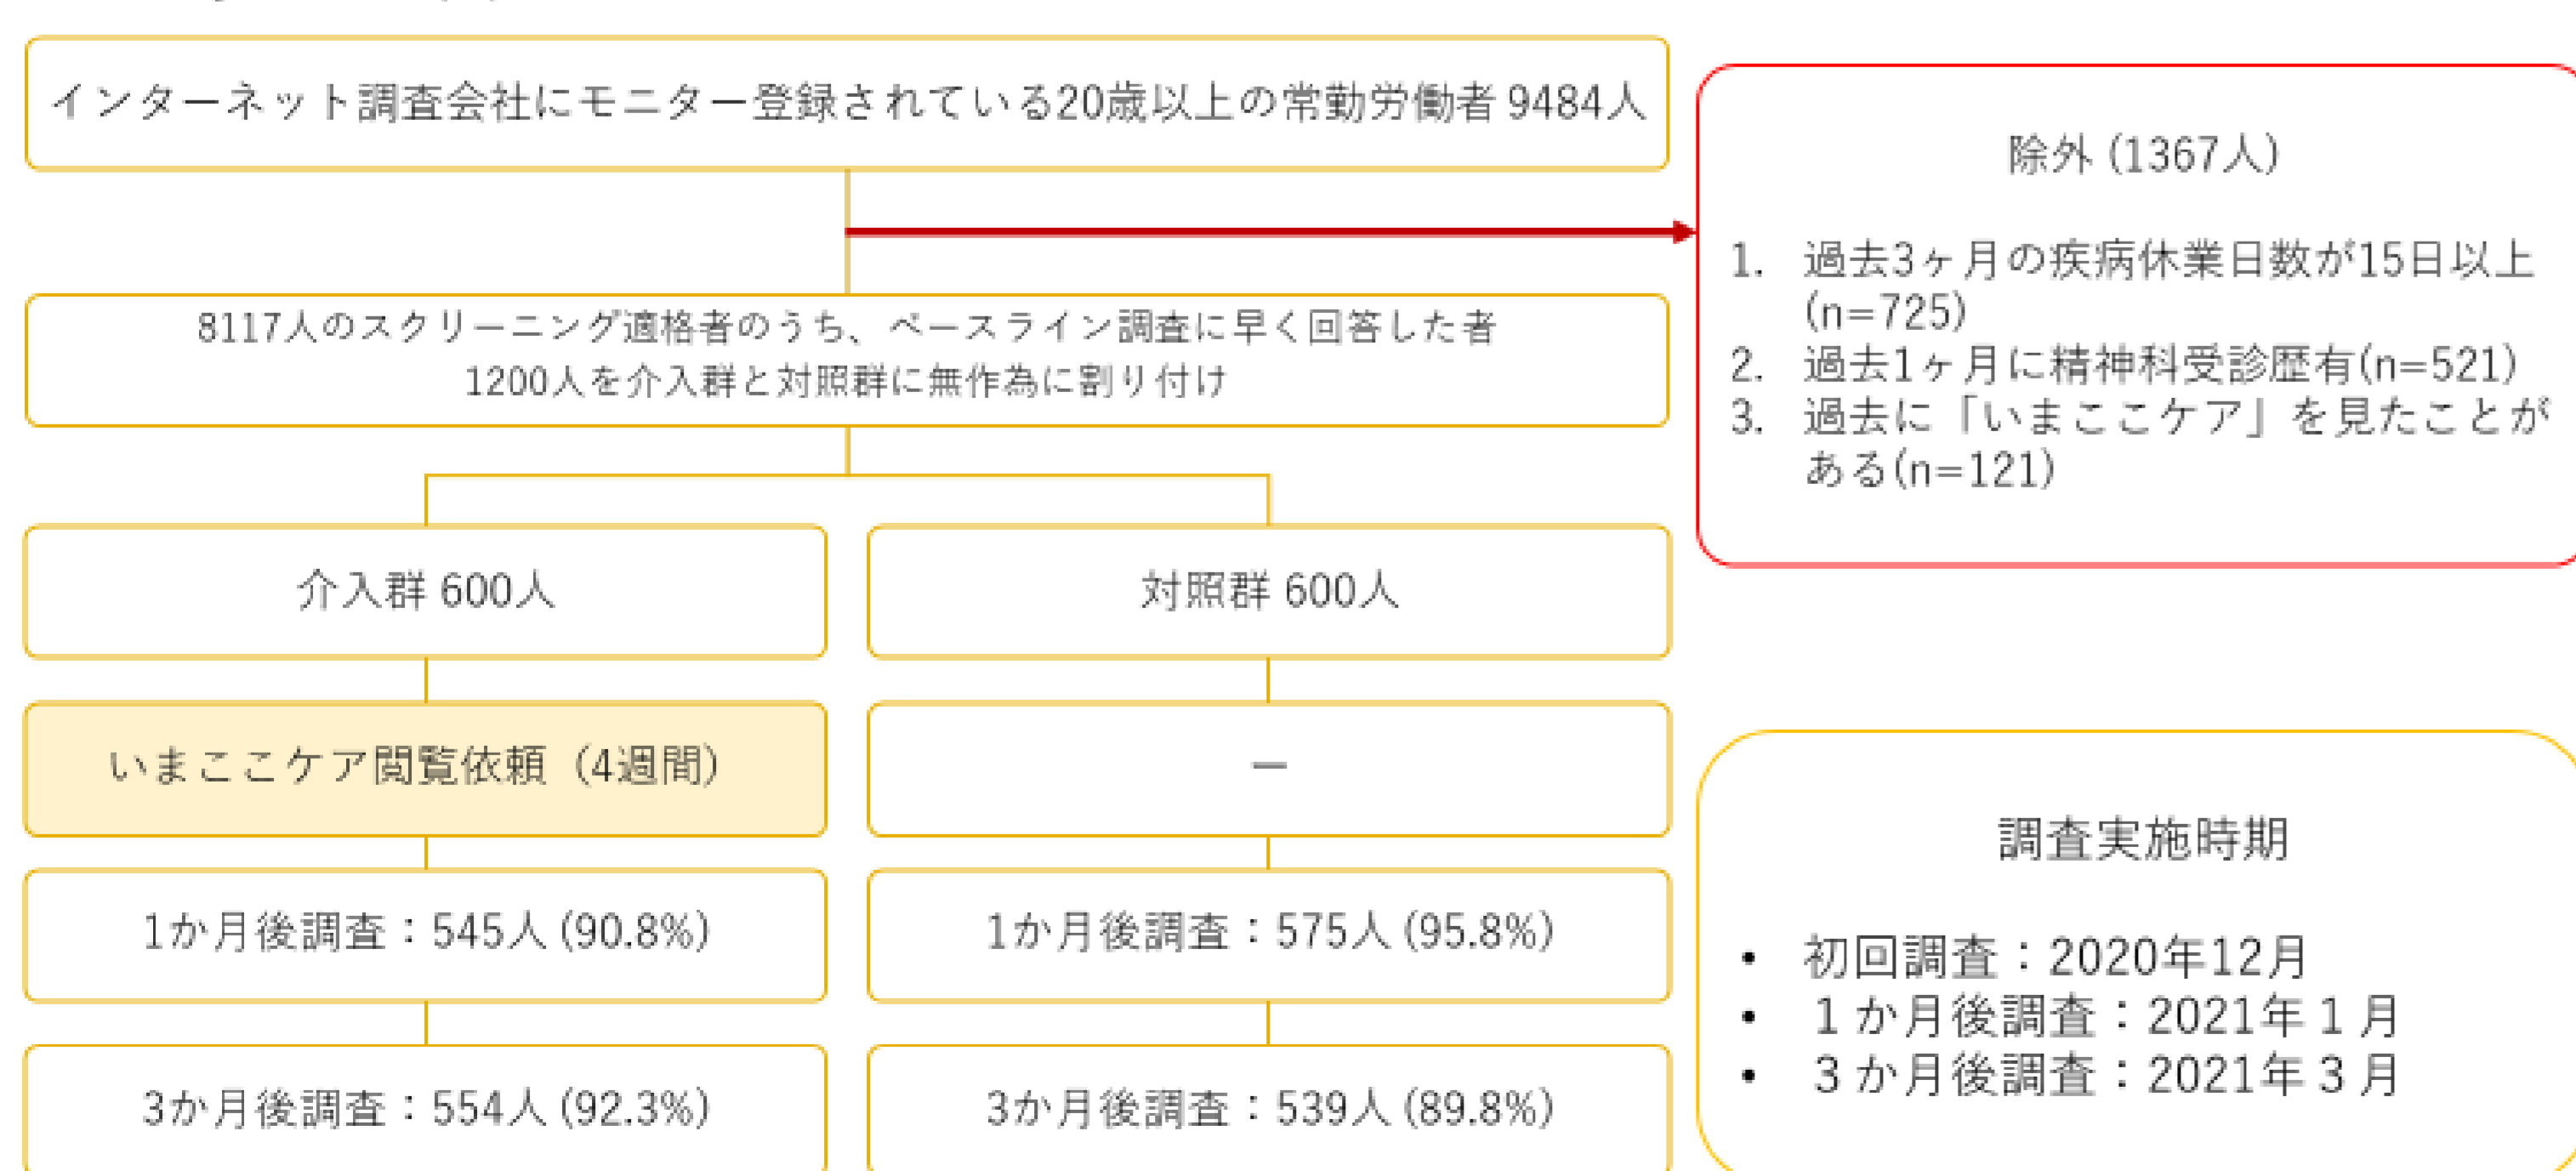 インターネット調査会社にモニター登録されている20歳以上の常勤労働者 9484人
除外 (1367人)
1. 過去3ヶ月の疾病休業日数が15日以上
(n=725)
2. 過去1ヶ月に精神科受診歴有(n=521)
3. 過去に「いまここケア」を見たことが
ある(n=121)
8117人のスクリーニング適格者のうち、ベースライン調査に早く回答した者
1200人を介入群と対照群に無作為に割り付け
介入群 600人
対照群 600人
いまここケア閲覧依頼（4週間）
ー
1か月後調査：545人 (90.8%)
1か月後調査：575人 (95.8%)
3か月後調査：554人 (92.3%)
3か月後調査：539人 (89.8%)
調査実施時期
• 初回調査：2020年12月
• １か月後調査：2021年１月
• ３か月後調査：2021年３月